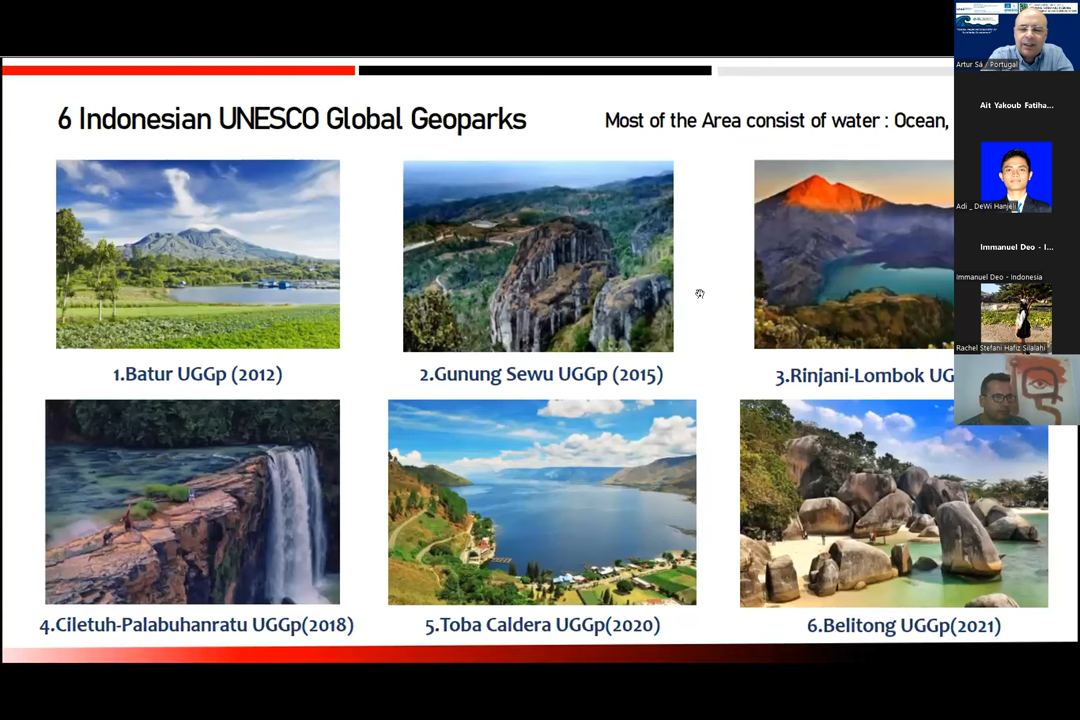 6 Indonesian UNESCO Global Geoparks
Most of the Area consist of water : Ocean,
1.Batur UGGp (2012)
2.Gunung Sewu UGGp (2015)
3.Rinjani-Lombok UG
4.Ciletuh-Palabuhanratu UGGp(2018)
5.Toba Caldera UGGp(2020)
6.Belitong UGGp(2021)
Artur Sá / Portugal
Ait Yakoub Fatiha...
Adi _ DeWi Hanjeli
Immanuel Deo - I...
Immanuel Deo - Indonesia
Rachel Stefani Hafiz Silalahi